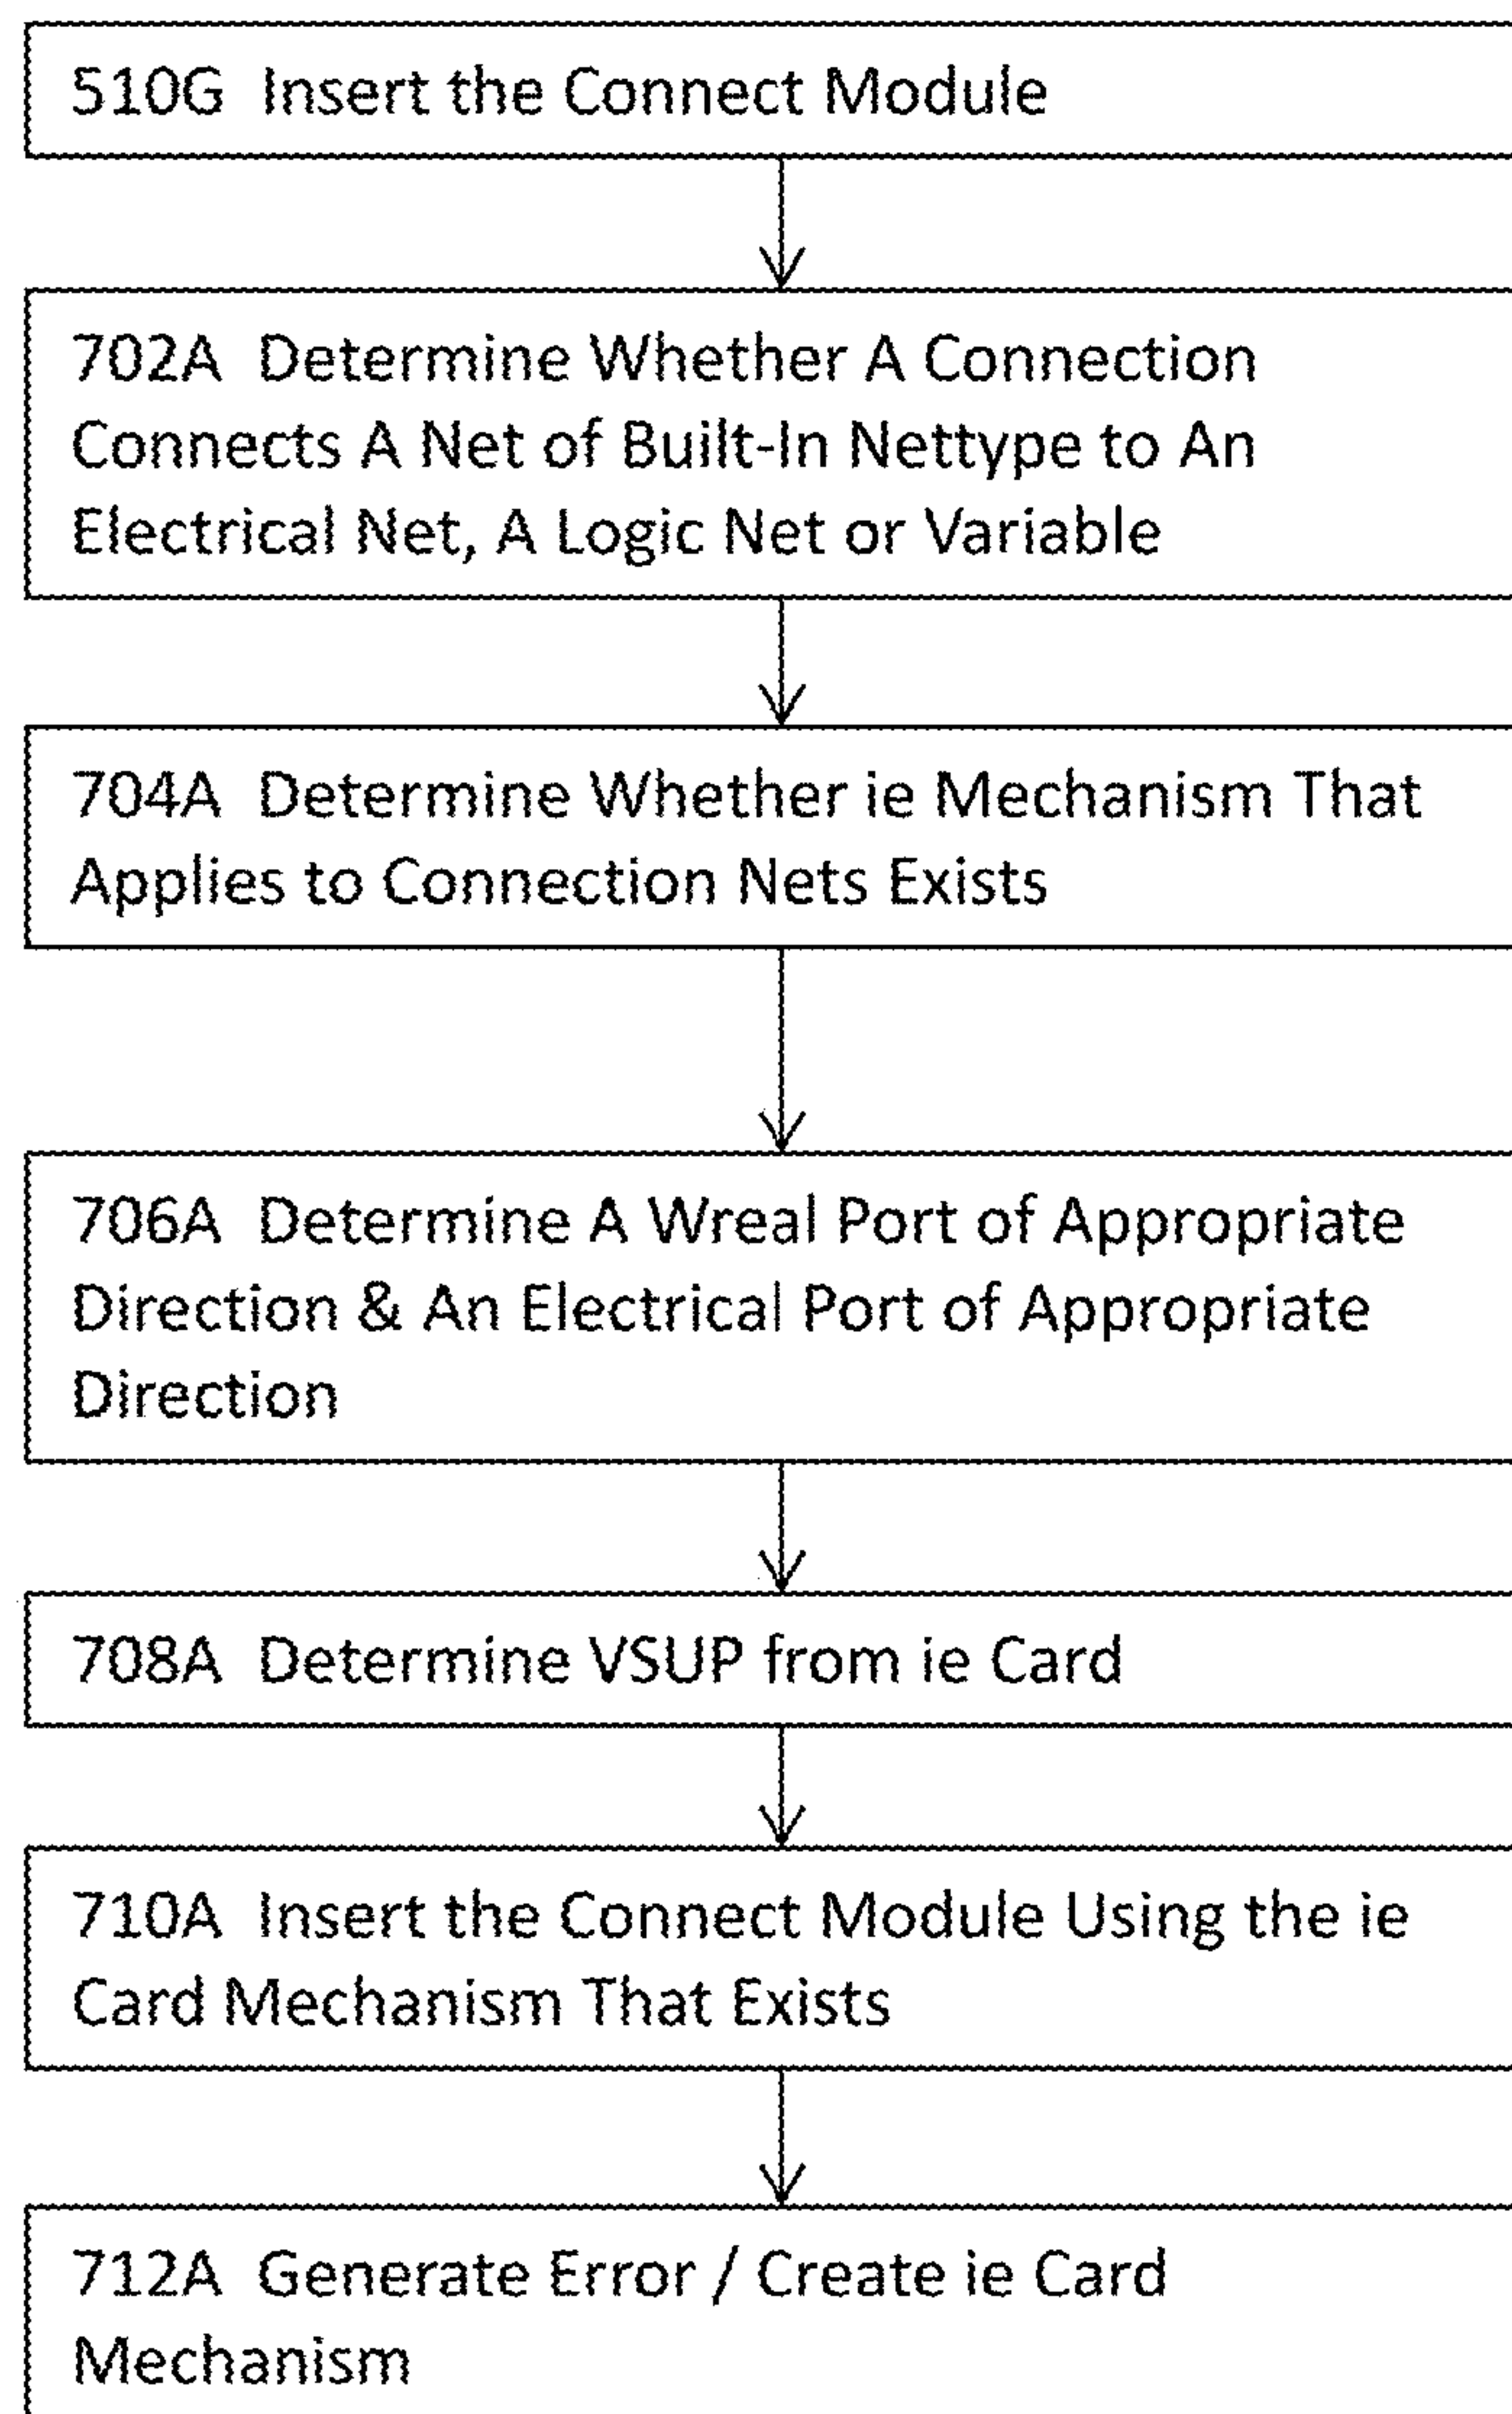 510G Insert the Connect Module
702A Determine Whether A Connection
Connects A Net of Built-In Nettype to An
Electrical Net, A Logic Net or Variable
704A Determine Whether ie Mechanism That
Applies to Connection Nets Exists
706A Determine A Wreal Port of Appropriate
Direction & An Electrical Port of Appropriate
Direction
708A Determine VSUP from ie Card
710A Insert the Connect Module Using the ie
Card Mechanism That Exists
712A Generate Error / Create ie Card
Mechanism